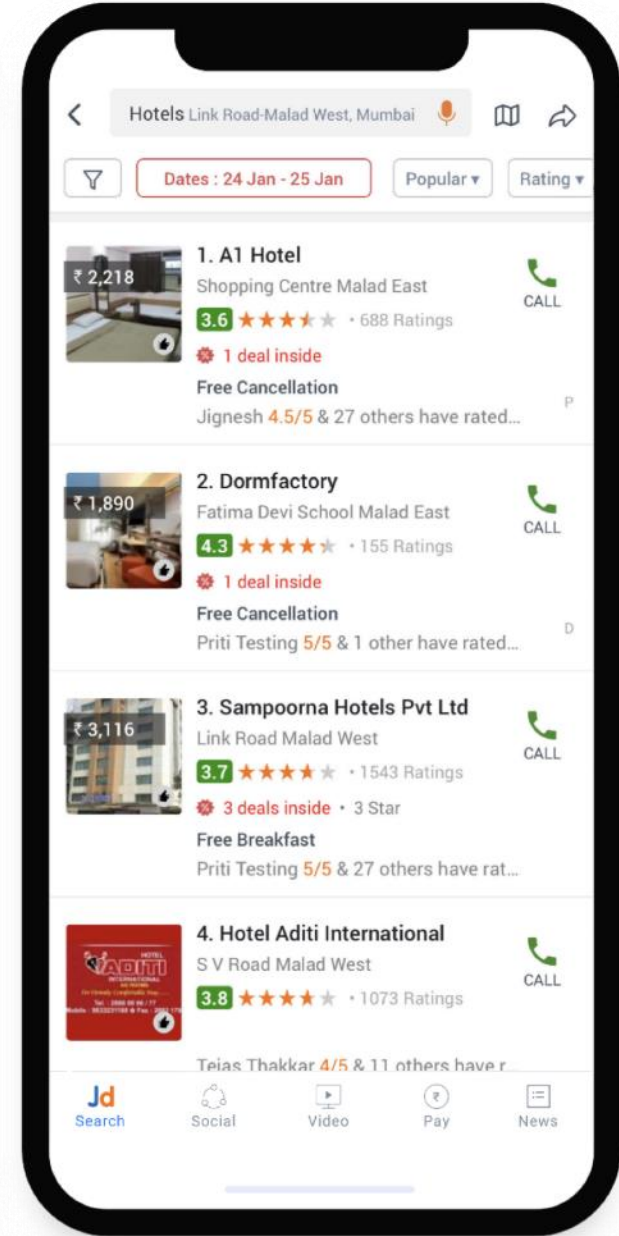 Hotels Link Road-Malad West, Mumbai
Dates : 24 Jan - 25 Jan
Popular ▾
Rating ▾
₹ 2,218
1. A1 Hotel
Shopping Centre Malad East
3.6 • 688 Ratings
1 deal inside
Free Cancellation
Jignesh 4.5/5 & 27 others have rated...
P
CALL
₹ 1,890
2. Dormfactory
Fatima Devi School Malad East
4.3 • 155 Ratings
1 deal inside
Free Cancellation
Priti Testing 5/5 & 1 other have rated...
D
CALL
₹ 3,116
3. Sampoorna Hotels Pvt Ltd
Link Road Malad West
3.7 • 1543 Ratings
3 deals inside • 3 Star
Free Breakfast
Priti Testing 5/5 & 27 others have rat...
CALL
HOTEL
ADITI
INTERNATIONAL
4. Hotel Aditi International
S V Road Malad West
3.8 • 1073 Ratings
Tejas Thakkar 4/5 & 11 others have r...
CALL
Jd
Search
Social
Video
₹
Pay
News